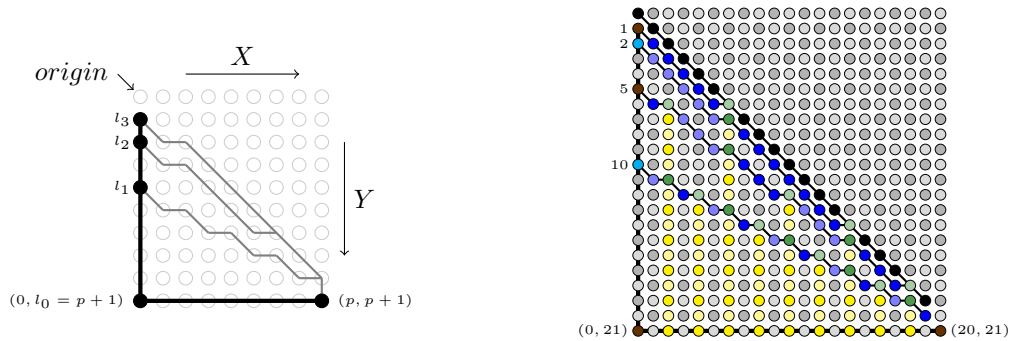 origin
X
l₃
l₂
l₁
Y
(0, l₀ = p + 1)
(p, p + 1)
1
2
5
10
(0, 21)
(20, 21)